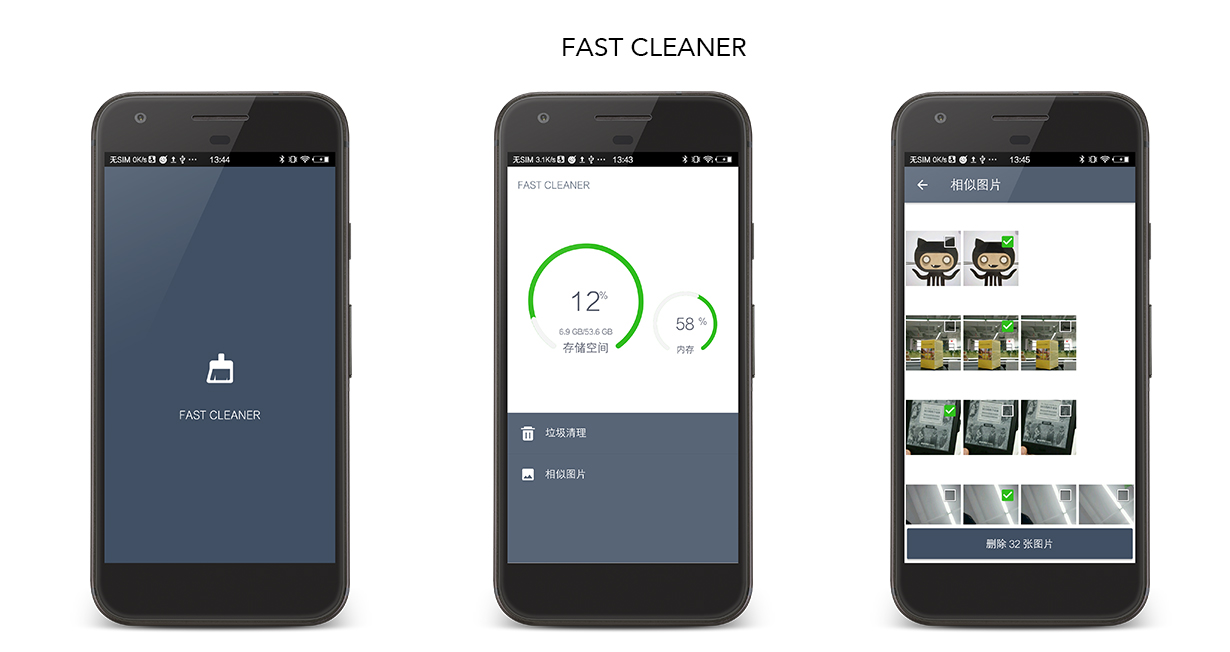 FAST CLEANER
无SIM 0K/s 13:44
FAST CLEANER
无SIM 3.1K/s 13:43
FAST CLEANER
12%
6.9 GB/53.6 GB
存储空间
58 %
内存
垃圾清理
相似图片
无SIM 0K/s 13:45
相似图片
删除 32 张图片